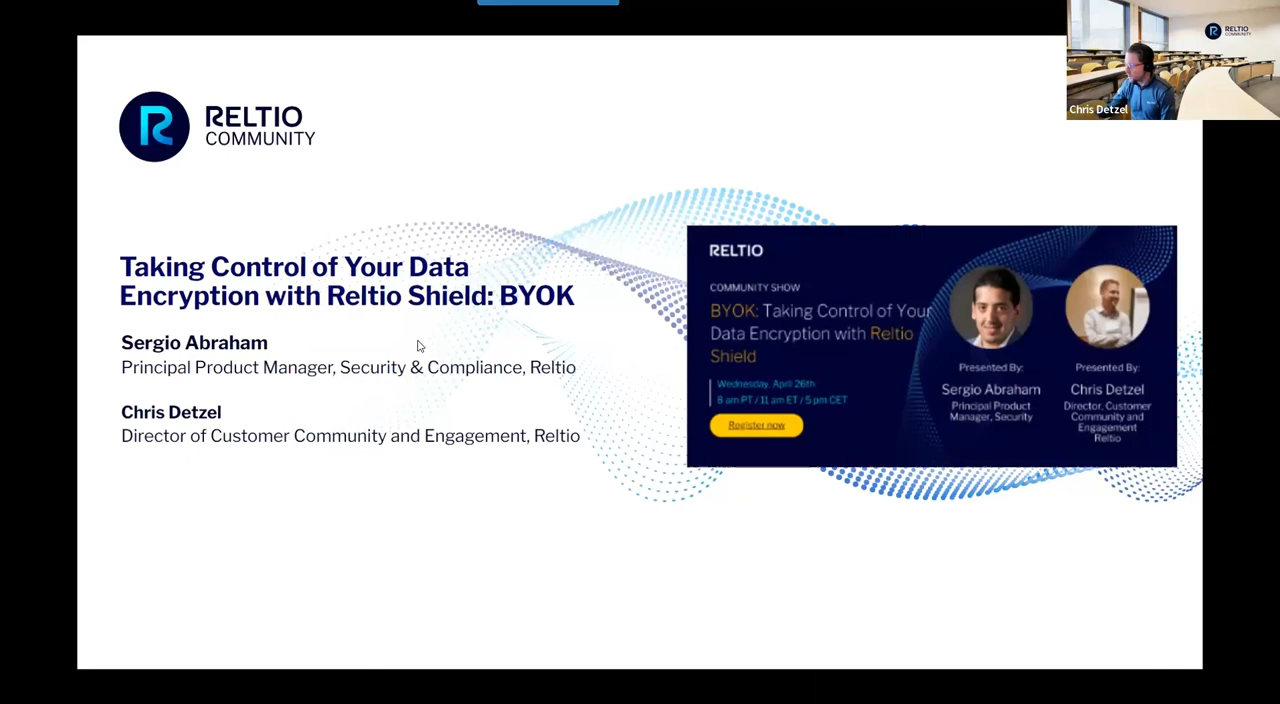 RELTIO
COMMUNITY
Taking Control of Your Data
Encryption with Reltio Shield: BYOK
Sergio Abraham
Principal Product Manager, Security & Compliance, Reltio
Chris Detzel
Director of Customer Community and Engagement, Reltio
RELTIO
COMMUNITY SHOW
BYOK: Taking Control of Your
Data Encryption with Reltio
Shield
Wednesday, April 26th
8 am PT / 11 am ET / 5 pm CET
Register now
Presented By:
Sergio Abraham
Principal Product
Manager, Security
Presented By:
Chris Detzel
Director, Customer
Community and
Engagement
Reltio
RELTIO
COMMUNITY
Chris Detzel